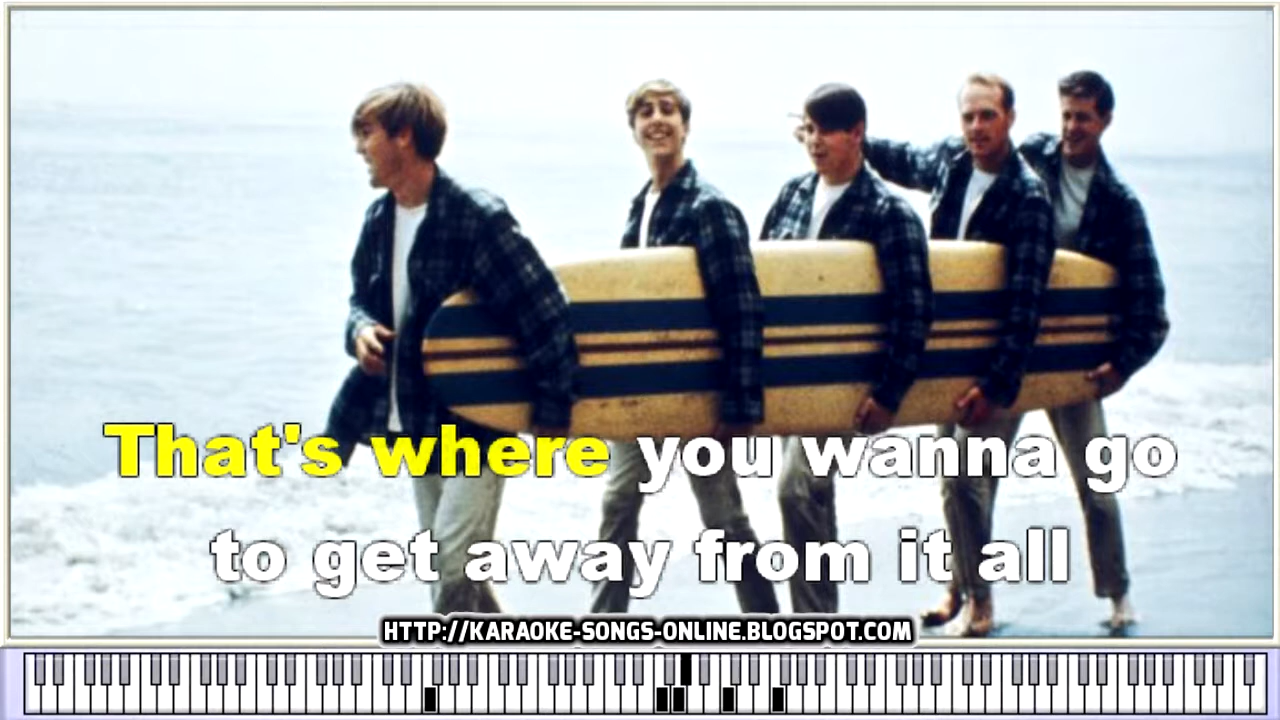 That's where you wanna go
to get away from it all
HTTP://KARAOKE-SONGS-ONLINE.BLOGSPOT.COM